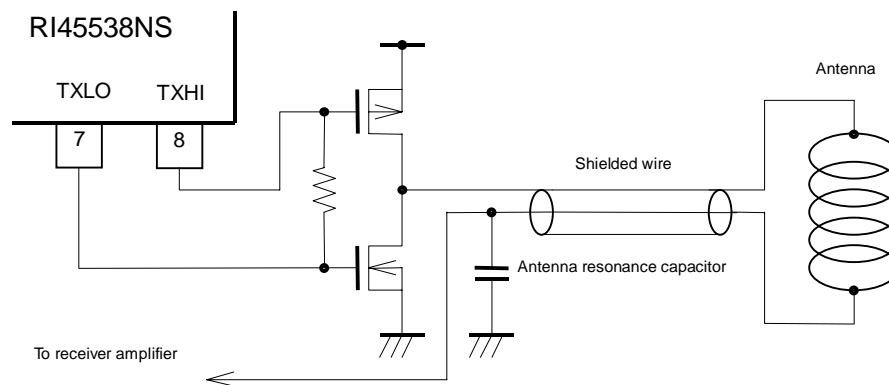 RI45538NS
TXLO
TXHI
7
8
Antenna
Shielded wire
Antenna resonance capacitor
To receiver amplifier